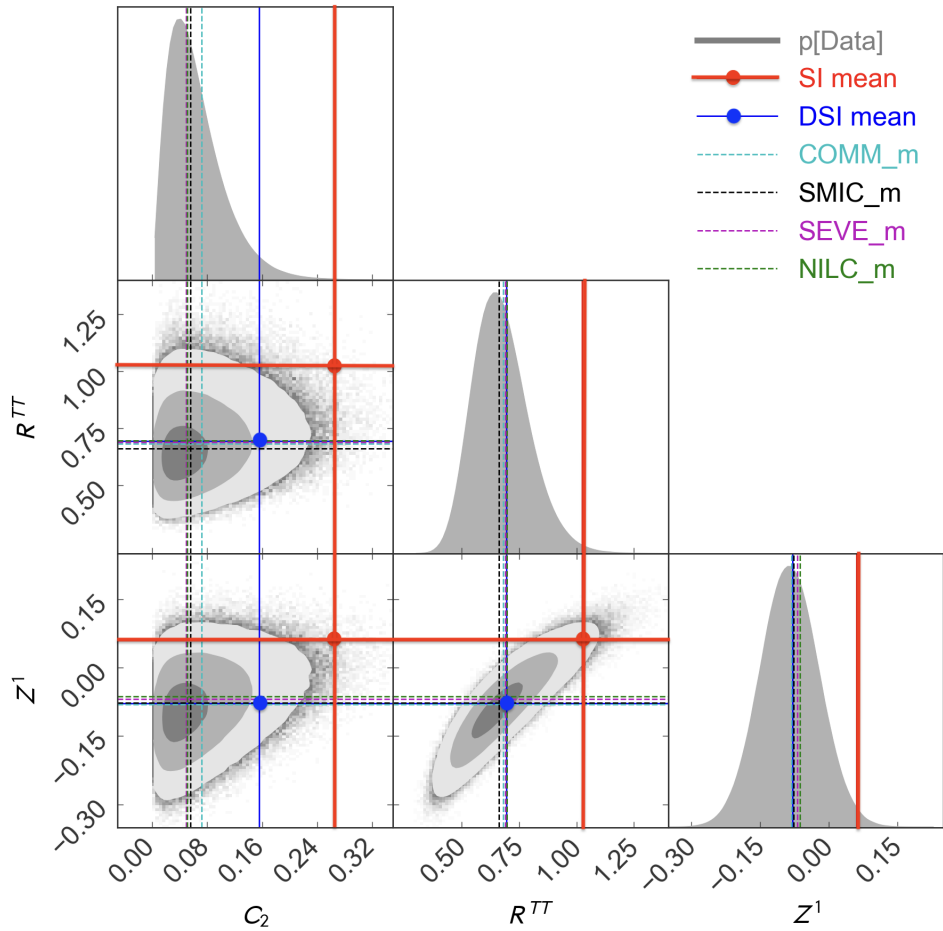 p[Data]
SI mean
DSI mean
COMM_m
SMIC_m
SEVE_m
NILC_m
1.25
1.00
0.75
0.50
R^{TT}
0.15
0.00
−0.15
−0.30
Z^1
0.00 0.08 0.16 0.24 0.32
0.50 0.75 1.00 1.25
−0.30 −0.15 0.00 0.15
C_2 R^{TT} Z^1